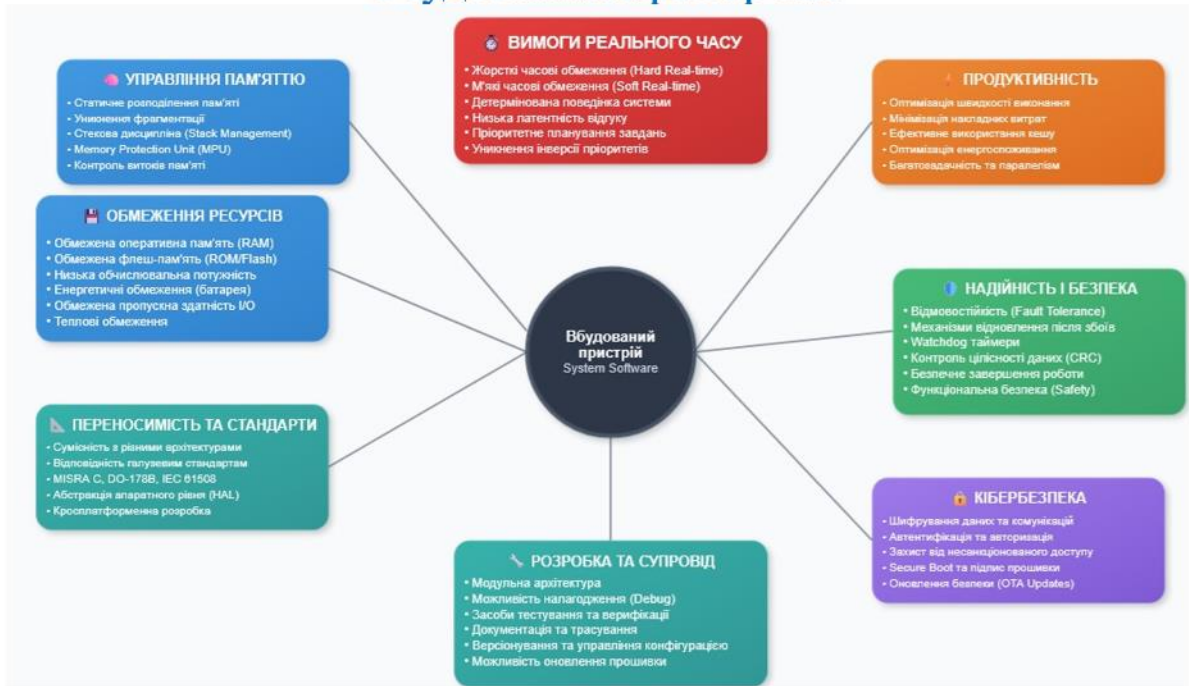 ВИМОГИ РЕАЛЬНОГО ЧАСУ
• Жорсткі часові обмеження (Hard Real-time)
• М'які часові обмеження (Soft Real-time)
• Детермінована поведінка системи
• Низька латентність відгуку
• Пріоритетне планування завдань
• Уникнення інверсії пріоритетів
УПРАВЛІННЯ ПАМ'ЯТТЮ
• Статичне розподілення пам'яті
• Уникнення фрагментації
• Стекова дисципліна (Stack Management)
• Memory Protection Unit (MPU)
• Контроль витоків пам'яті
ПРОДУКТИВНІСТЬ
• Оптимізація швидкості виконання
• Мінімізація накладних витрат
• Ефективне використання кешу
• Оптимізація енергоспоживання
• Багатозадачність та паралелізм
ОБМЕЖЕННЯ РЕСУРСІВ
• Обмежена оперативна пам'ять (RAM)
• Обмежена флеш-пам'ять (ROM/Flash)
• Низька обчислювальна потужність
• Енергетичні обмеження (батарея)
• Обмежена пропускна здатність I/O
• Теплові обмеження
Вбудований
пристрій
System Software
НАДІЙНІСТЬ І БЕЗПЕКА
• Відмовостійкість (Fault Tolerance)
• Механізми відновлення після збоїв
• Watchdog таймери
• Контроль цілісності даних (CRC)
• Безпечне завершення роботи
• Функціональна безпека (Safety)
ПЕРЕНОСИМІСТЬ ТА СТАНДАРТИ
• Сумісність з різними архітектурами
• Відповідність галузевим стандартам
• MISRA C, DO-178B, IEC 61508
• Абстракція апаратного рівня (HAL)
• Кросплатформенна розробка
КІБЕРБЕЗПЕКА
• Шифрування даних та комунікацій
• Автентифікація та авторизація
• Захист від несанкціонованого доступу
• Secure Boot та підпис прошивки
• Оновлення безпеки (OTA Updates)
РОЗРОБКА ТА СУПРОВІД
• Модульна архітектура
• Можливість налагодження (Debug)
• Засоби тестування та верифікації
• Документація та трасування
• Версіонування та управління конфігурацією
• Можливість оновлення прошивки